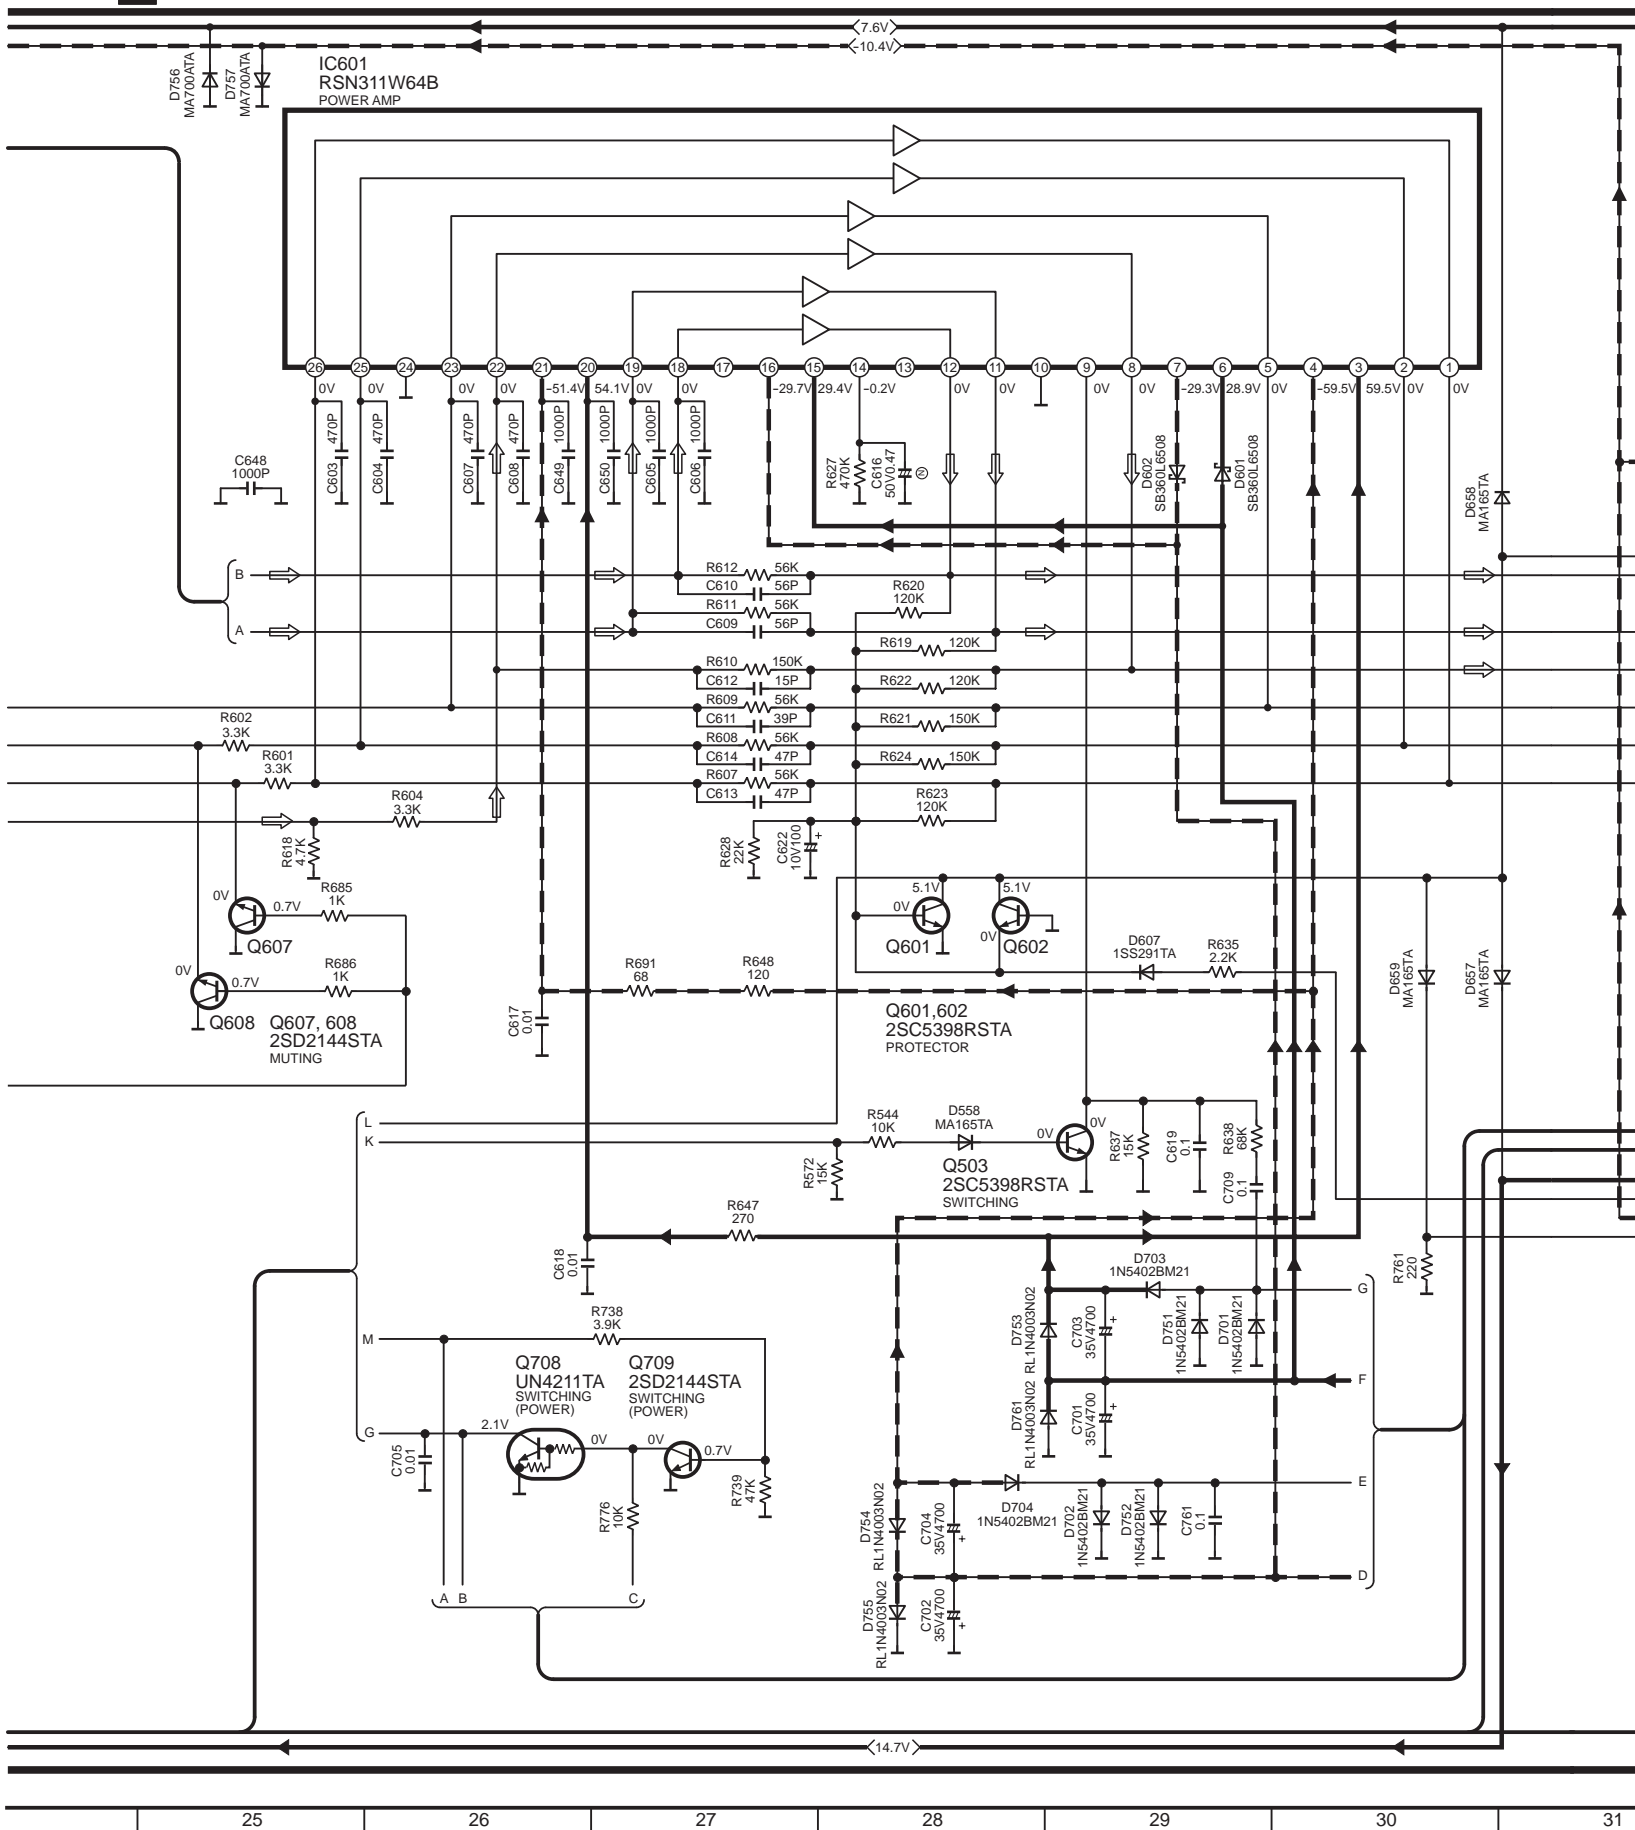 7.6V
-10.4V
D756
MA700ATA
D757
MA700ATA
IC601
RSN311W64B
POWER AMP
26 25 24 23 22 21 20 19 18 17 16 15 14 13 12 11 10 9 8 7 6 5 4 3 2 1
0V 0V 0V 0V -51.4V 54.1V 0V 0V -29.7V 29.4V -0.2V 0V 0V 0V 0V -29.3V 28.9V 0V -59.5V 59.5V 0V 0V
C603 470P
C604 470P
C607 470P
C608 470P
C649 1000P
C650 1000P
C605 1000P
C606 1000P
C648
1000P
R627
470K
C616
50V0.47
N
D602
SB360L6508
D601
SB360L6508
D658
MA165TA
B
R612 56K
C610 56P
R611 56K
R620
120K
A
C609 56P
R619 120K
R610 150K
C612 15P
R622 120K
R609 56K
C611 39P
R621 150K
R602
3.3K
R608 56K
C614 47P
R624 150K
R601
3.3K
R607 56K
C613 47P
R604
3.3K
R623
120K
R618
4.7K
R628
22K
C622
10V100
+
0V
0.7V
R685
1K
Q607
5.1V
0V
Q601
5.1V
0V
Q602
0V
0.7V
R686
1K
Q608
Q607, 608
2SD2144STA
MUTING
R691
68
R648
120
D607
1SS291TA
R635
2.2K
D659
MA165TA
D657
MA165TA
C617
0.01
Q601,602
2SC5398RSTA
PROTECTOR
L
K
R544
10K
D558
MA165TA
R572
15K
0V
0V
Q503
2SC5398RSTA
SWITCHING
R637
15K
C619
0.1
R638
68K
C709
0.1
R647
270
C618
0.01
D703
1N5402BM21
G
R761
220
D753
RL1N4003N02
C703
35V4700
+
D751
1N5402BM21
D701
1N5402BM21
M
R738
3.9K
Q708
UN4211TA
SWITCHING
(POWER)
Q709
2SD2144STA
SWITCHING
(POWER)
F
D761
RL1N4003N02
C701
35V4700
+
G
2.1V
0V
0V
0.7V
C705
0.01
R776
10K
R739
47K
E
D704
1N5402BM21
D754
RL1N4003N02
C704
35V4700
+
D702
1N5402BM21
D752
1N5402BM21
C761
0.1
D
A B C
D755
RL1N4003N02
C702
35V4700
+
14.7V
25 26 27 28 29 30 31